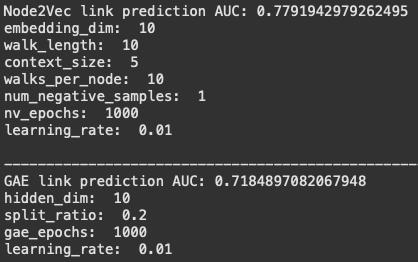 Node2Vec link prediction AUC: 0.7791942979262495
embedding_dim:  10
walk_length:  10
context_size:  5
walks_per_node:  10
num_negative_samples:  1
nv_epochs:  1000
learning_rate:  0.01
-------------------------------------------------
GAE link prediction AUC: 0.7184897082067948
hidden_dim:  10
split_ratio:  0.2
gae_epochs:  1000
learning_rate:  0.01